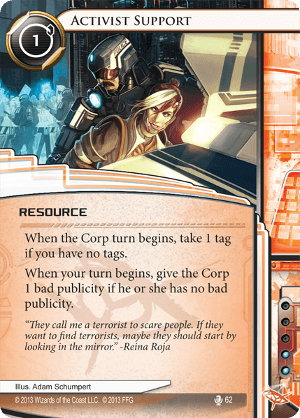 Activist Support
1
Resource
When the Corp turn begins, take 1 tag
if you have no tags.
When your turn begins, give the Corp
1 bad publicity if he or she has no bad
publicity.
“They call me a terrorist to scare people. If they
want to find terrorists, maybe they should start by
looking in the mirror.” -Reina Roja
Illus. Adam Schumpert
© 2013 Wizards of the Coast LLC. © 2013 FFG 62